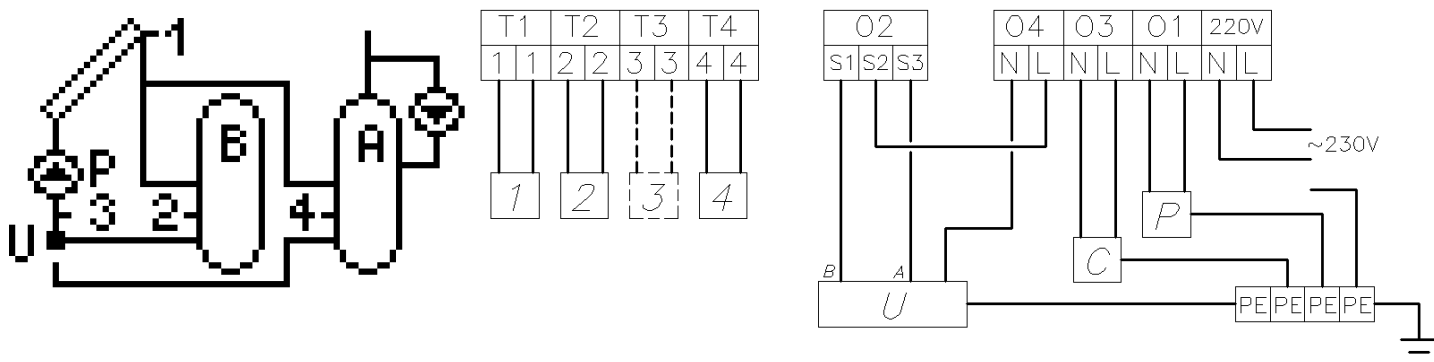 1
B A
P
3 2 4
U
T1 T2 T3 T4
1 1 2 2 3 3 4 4
1 2 3 4
O2
S1 S2 S3
O4 O3 O1 220V
N L N L N L N L
~230V
P
C
B A
U
PE PE PE PE